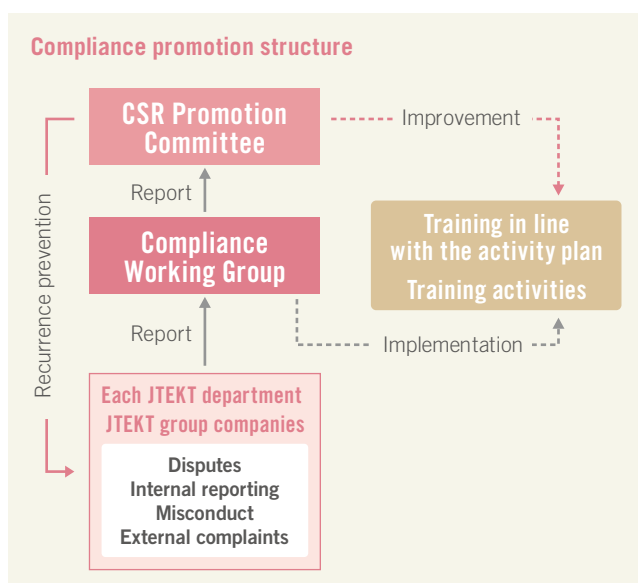 Compliance promotion structure
CSR Promotion
Committee
Improvement
Report
Recurrence prevention
Compliance
Working Group
Training in line
with the activity plan
Training activities
Report
Implementation
Each JTEKT department
JTEKT group companies
Disputes
Internal reporting
Misconduct
External complaints